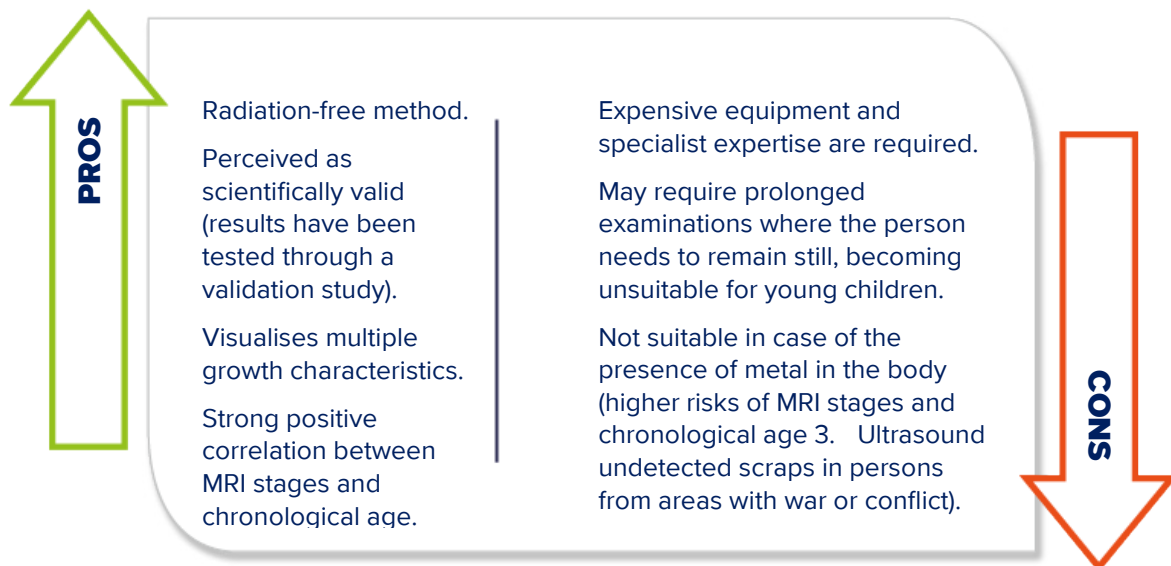 PROS
Radiation-free method.
Perceived as
scientifically valid
(results have been
tested through a
validation study).
Visualises multiple
growth characteristics.
Strong positive
correlation between
MRI stages and
chronological age.
Expensive equipment and
specialist expertise are required.
May require prolonged
examinations where the person
needs to remain still, becoming
unsuitable for young children.
Not suitable in case of the
presence of metal in the body
(higher risks of MRI stages and
chronological age 3. Ultrasound
undetected scraps in persons
from areas with war or conflict).
CONS